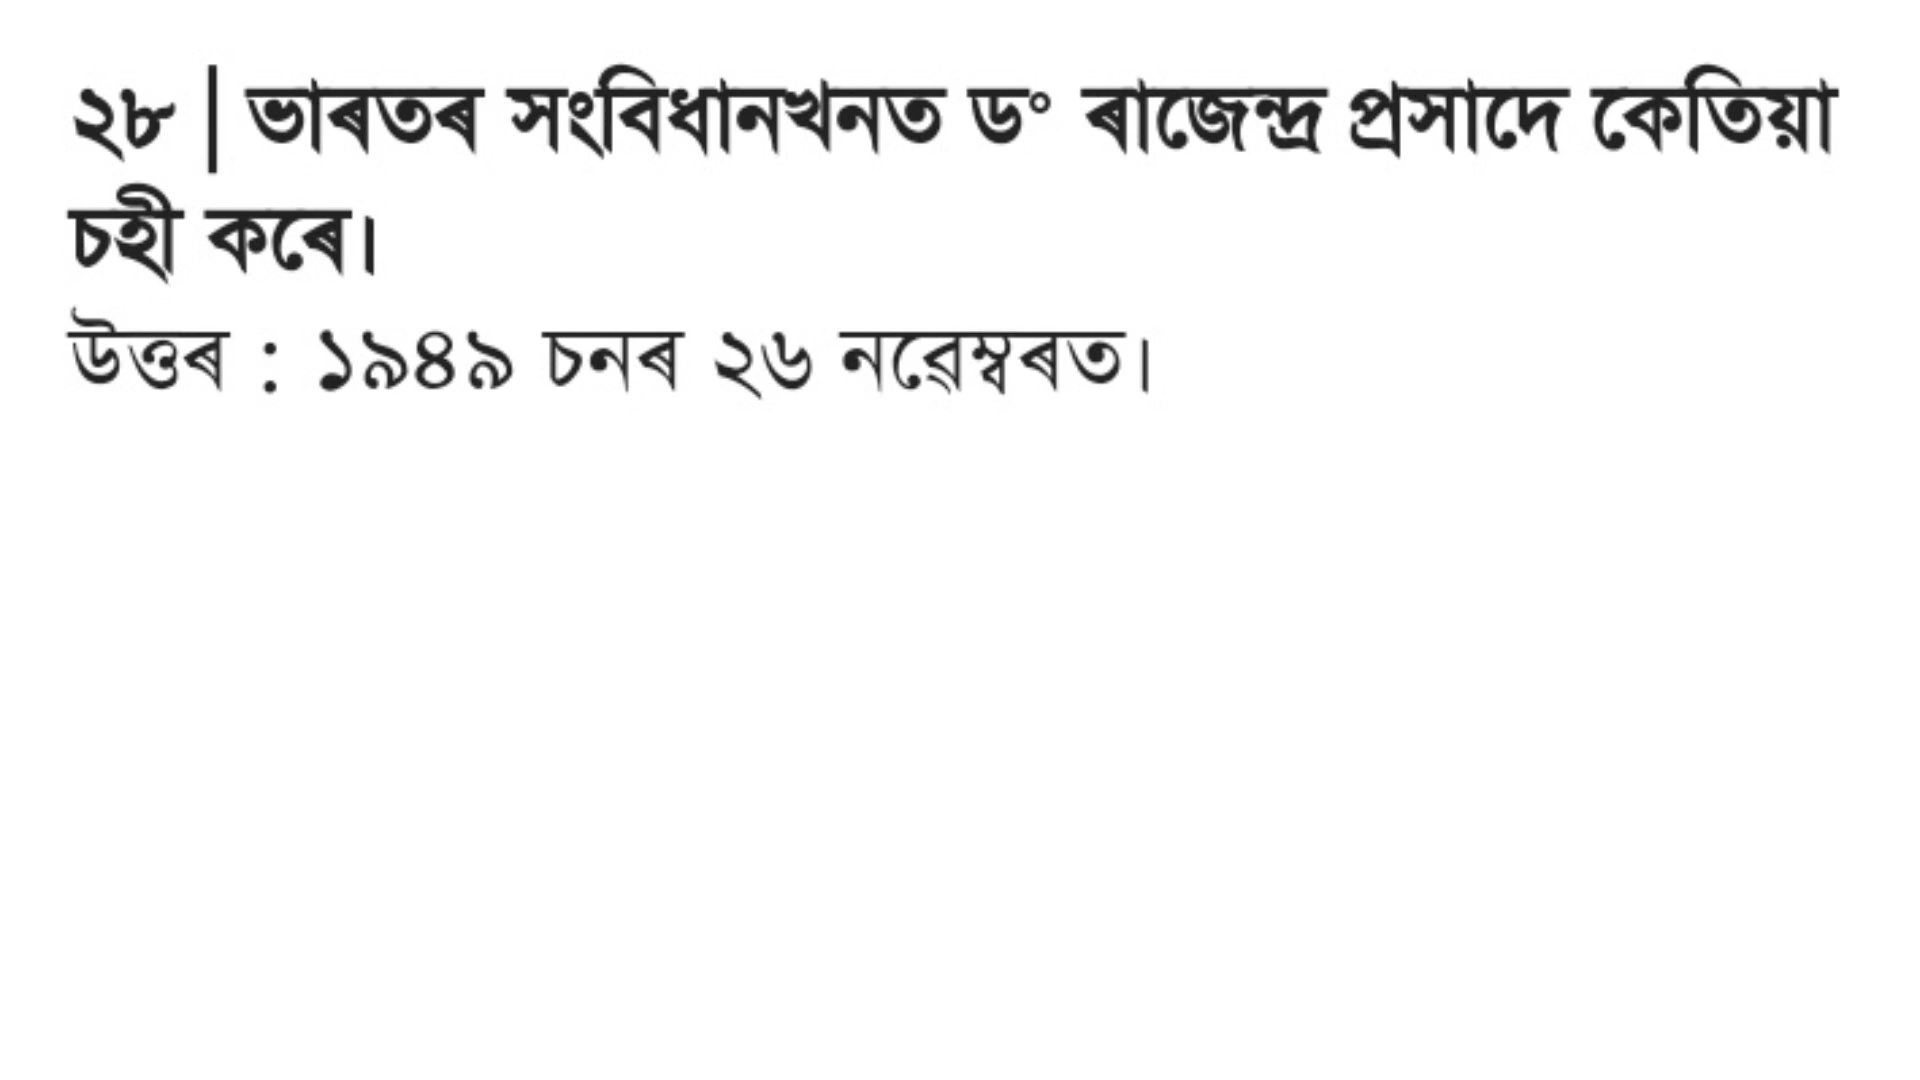 ২৮ | ভাৰতৰ সংবিধানখনত ড° ৰাজেন্দ্ৰ প্ৰসাদে কেতিয়া
চহী কৰে।
উত্তৰ : ১৯৪৯ চনৰ ২৬ নৱেম্বৰত।